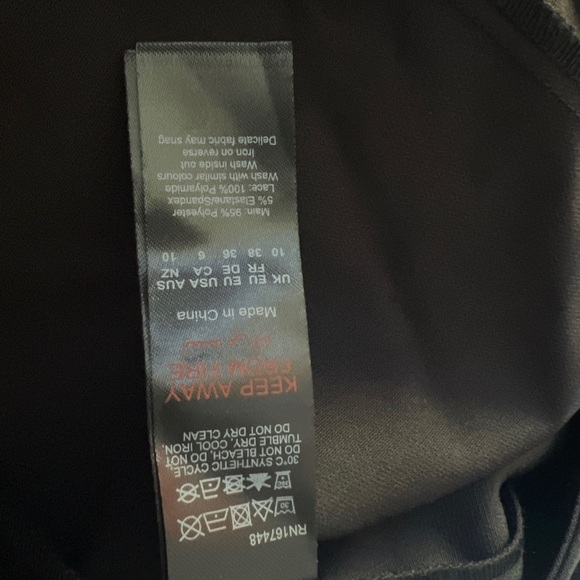 RN167448
30
30°C SYNTHETIC CYCLE,
DO NOT BLEACH, DO NOT
TUMBLE DRY, COOL IRON,
DO NOT DRY CLEAN
KEEP AWAY
FROM FIRE
Made in China
UK EU EU USA AUS
FR DE CA NZ
10 38 36 6 10
Main: 95% Polyester
5% Elastane/Spandex
Lace: 100% Polyamide
Wash with similar colours
Wash inside out
Iron on reverse
Delicate fabric may snag